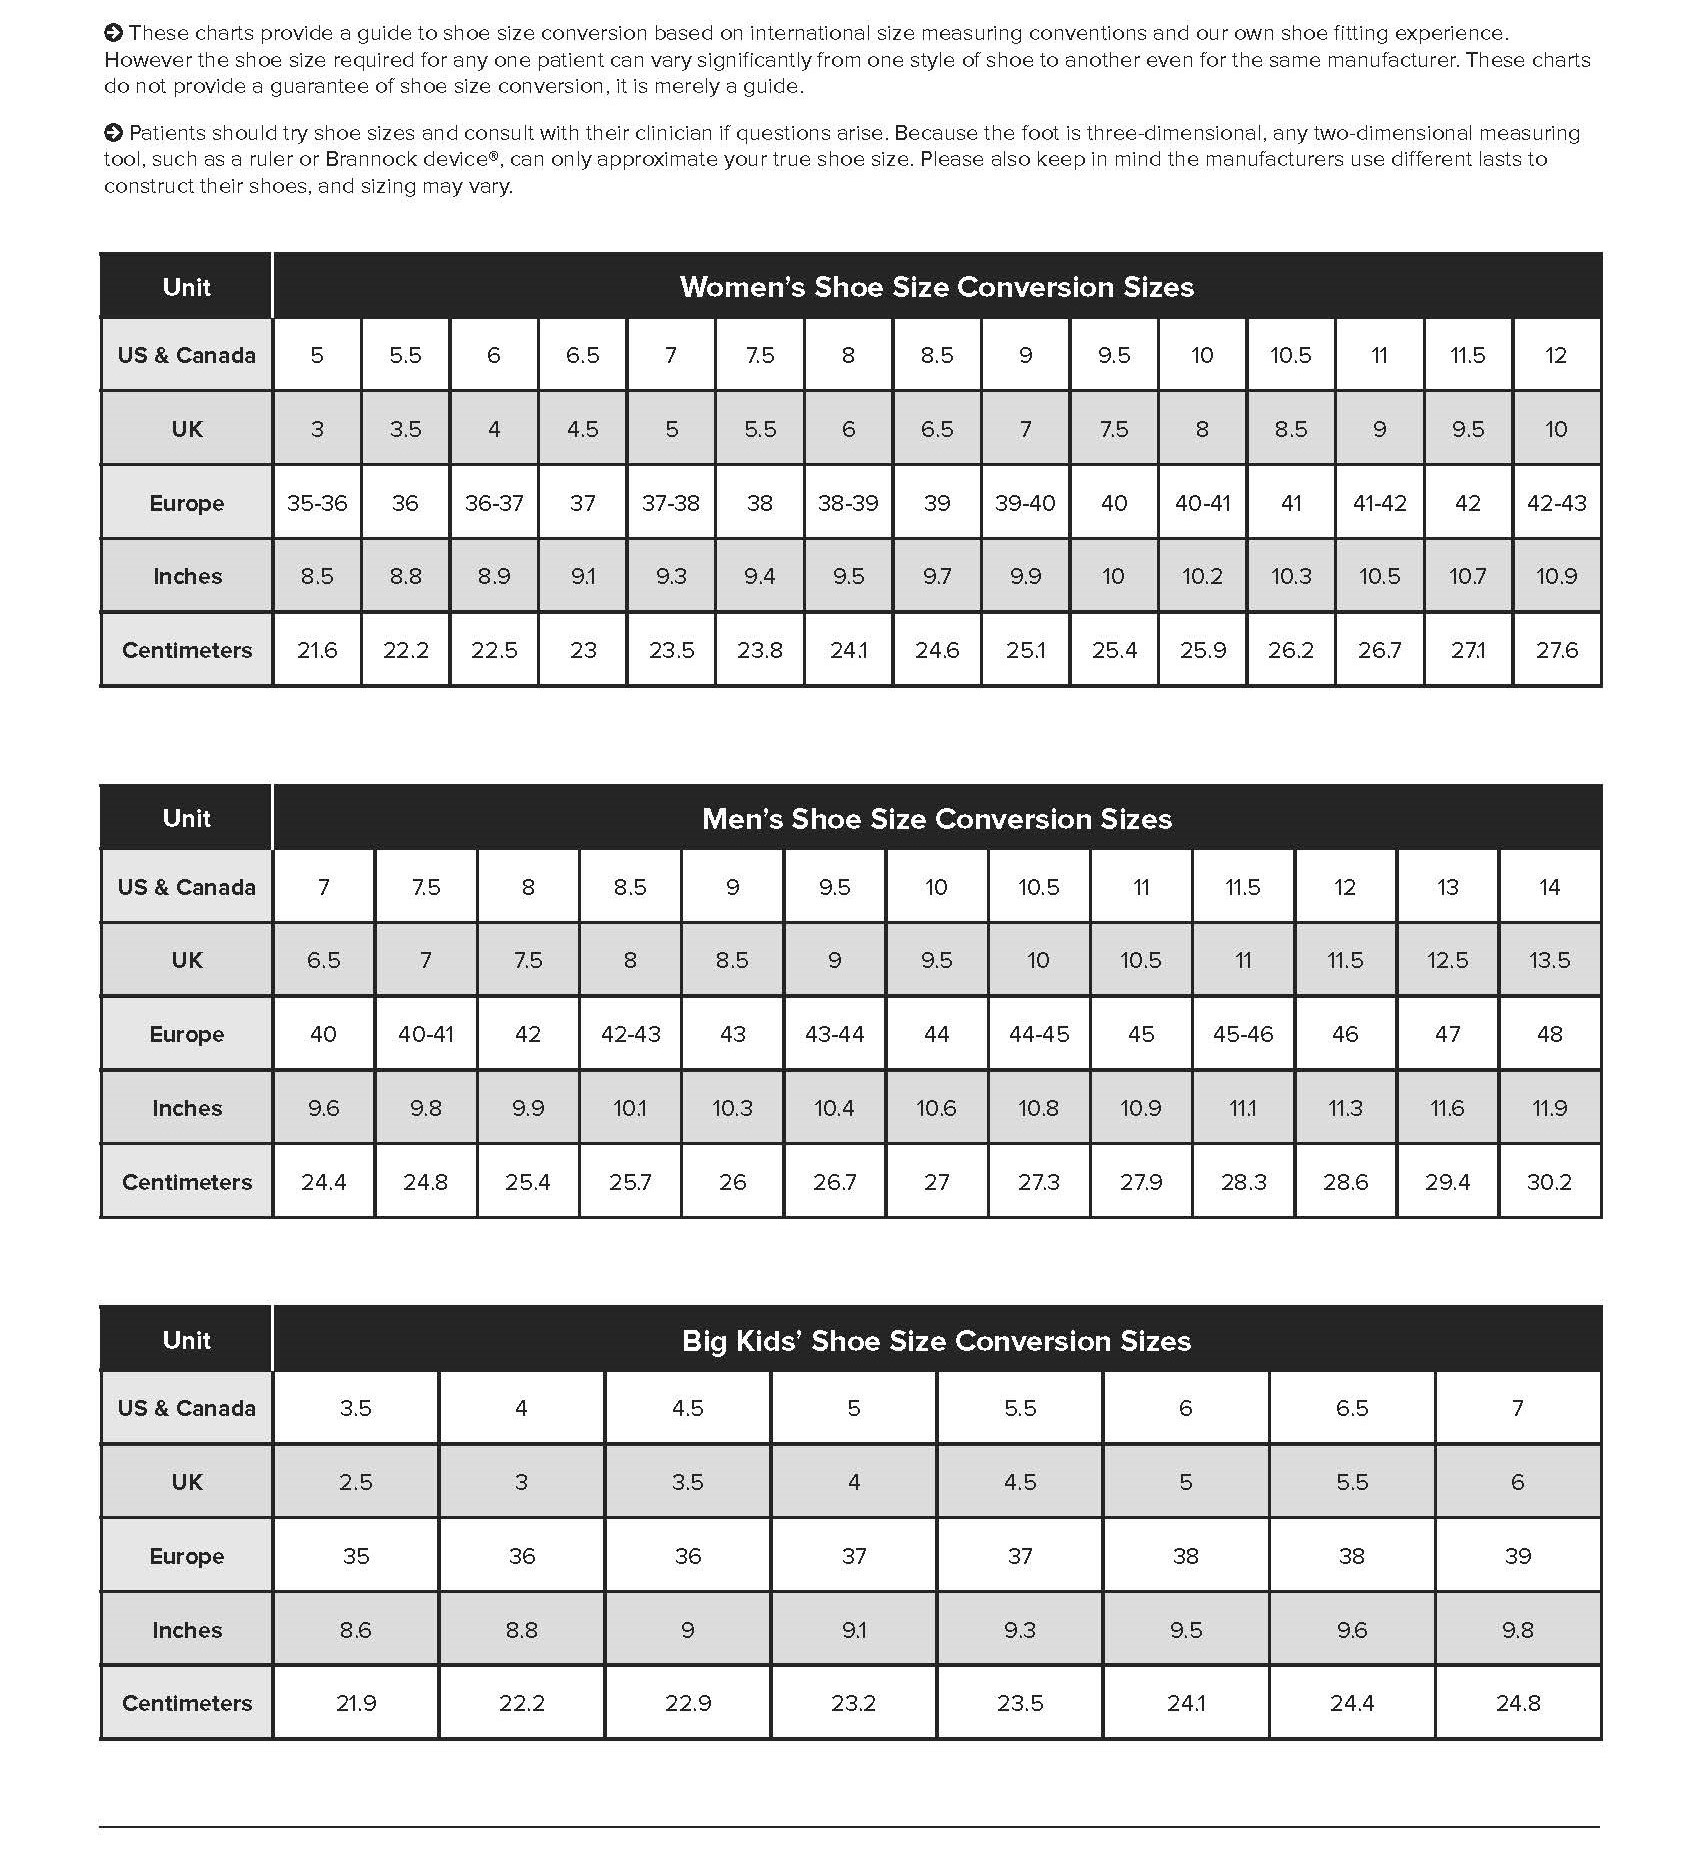 These charts provide a guide to shoe size conversion based on international size measuring conventions and our own shoe fitting experience.
However the shoe size required for any one patient can vary significantly from one style of shoe to another even for the same manufacturer. These charts
do not provide a guarantee of shoe size conversion, it is merely a guide.
Patients should try shoe sizes and consult with their clinician if questions arise. Because the foot is three-dimensional, any two-dimensional measuring
tool, such as a ruler or Brannock device®, can only approximate your true shoe size. Please also keep in mind the manufacturers use different lasts to
construct their shoes, and sizing may vary.
Unit Women’s Shoe Size Conversion Sizes
US & Canada 5 5.5 6 6.5 7 7.5 8 8.5 9 9.5 10 10.5 11 11.5 12
UK 3 3.5 4 4.5 5 5.5 6 6.5 7 7.5 8 8.5 9 9.5 10
Europe 35-36 36 36-37 37 37-38 38 38-39 39 39-40 40 40-41 41 41-42 42 42-43
Inches 8.5 8.8 8.9 9.1 9.3 9.4 9.5 9.7 9.9 10 10.2 10.3 10.5 10.7 10.9
Centimeters 21.6 22.2 22.5 23 23.5 23.8 24.1 24.6 25.1 25.4 25.9 26.2 26.7 27.1 27.6
Unit Men’s Shoe Size Conversion Sizes
US & Canada 7 7.5 8 8.5 9 9.5 10 10.5 11 11.5 12 13 14
UK 6.5 7 7.5 8 8.5 9 9.5 10 10.5 11 11.5 12.5 13.5
Europe 40 40-41 42 42-43 43 43-44 44 44-45 45 45-46 46 47 48
Inches 9.6 9.8 9.9 10.1 10.3 10.4 10.6 10.8 10.9 11.1 11.3 11.6 11.9
Centimeters 24.4 24.8 25.4 25.7 26 26.7 27 27.3 27.9 28.3 28.6 29.4 30.2
Unit Big Kids’ Shoe Size Conversion Sizes
US & Canada 3.5 4 4.5 5 5.5 6 6.5 7
UK 2.5 3 3.5 4 4.5 5 5.5 6
Europe 35 36 36 37 37 38 38 39
Inches 8.6 8.8 9 9.1 9.3 9.5 9.6 9.8
Centimeters 21.9 22.2 22.9 23.2 23.5 24.1 24.4 24.8